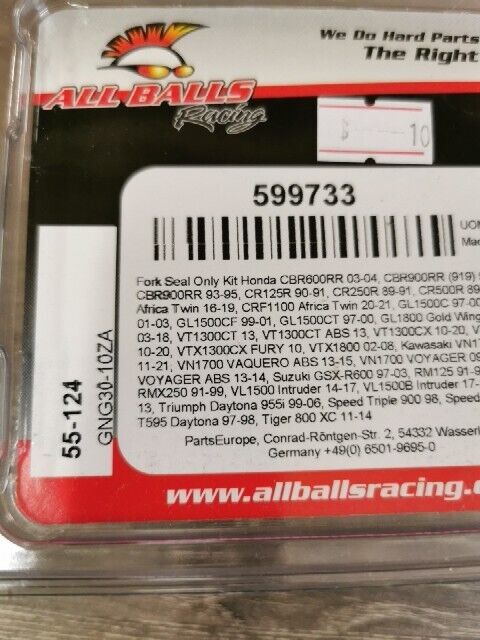 We Do Hard Parts
The Right
ALL BALLS
Racing
10
599733
UOM
Mad
Fork Seal Only Kit Honda CBR600RR 03-04, CBR900RR (919)
CBR900RR 93-95, CR125R 90-91, CR250R 89-91, CR500R 89
Africa Twin 16-19, CRF1100 Africa Twin 20-21, GL1500C 97-00
01-03, GL1500CF 99-01, GL1500CT 97-00, GL1800 Gold Wing
03-18, VT1300CT 13, VT1300CT ABS 13, VT1300CX 10-20, V
10-20, VTX1300CX FURY 10, VTX1800 02-08, Kawasaki VN17
11-21, VN1700 VAQUERO ABS 13-15, VN1700 VOYAGER 09
VOYAGER ABS 13-14, Suzuki GSX-R600 97-03, RM125 91-9
RMX250 91-99, VL1500 Intruder 14-17, VL1500B Intruder 17-
13, Triumph Daytona 955i 99-06, Speed Triple 900 98, Speed
T595 Daytona 97-98, Tiger 800 XC 11-14
PartsEurope, Conrad-Röntgen-Str. 2, 54332 Wasserl
Germany +49(0) 6501-9695-0
55-124
GNG30-10ZA
www.allballsracing.c